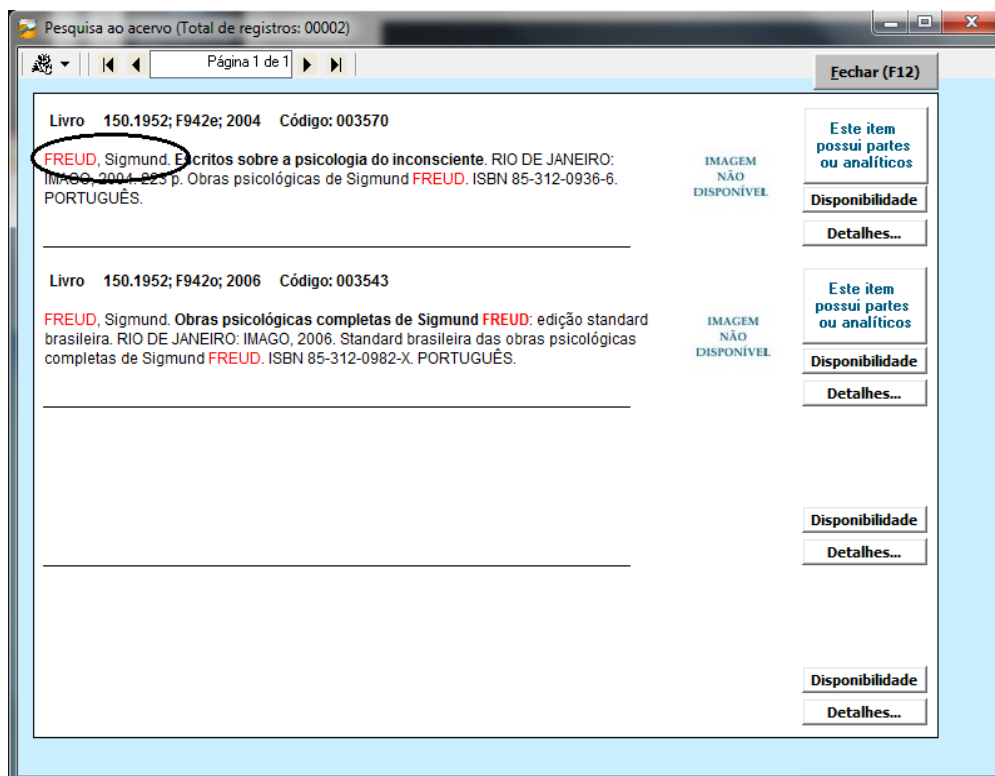 Pesquisa ao acervo (Total de registros: 00002)
Página 1 de 1
Fechar (F12)
Livro 150.1952; F942e; 2004 Código: 003570
FREUD, Sigmund. Escritos sobre a psicologia do inconsciente. RIO DE JANEIRO:
IMAGO, 2004. 223 p. Obras psicológicas de Sigmund FREUD. ISBN 85-312-0936-6.
PORTUGUÊS.
IMAGEM
NÃO
DISPONÍVEL
Este item
possui partes
ou analíticos
Disponibilidade
Detalhes...
Livro 150.1952; F942o; 2006 Código: 003543
FREUD, Sigmund. Obras psicológicas completas de Sigmund FREUD: edição standard
brasileira. RIO DE JANEIRO: IMAGO, 2006. Standard brasileira das obras psicológicas
completas de Sigmund FREUD. ISBN 85-312-0982-X. PORTUGUÊS.
IMAGEM
NÃO
DISPONÍVEL
Este item
possui partes
ou analíticos
Disponibilidade
Detalhes...
Disponibilidade
Detalhes...
Disponibilidade
Detalhes...